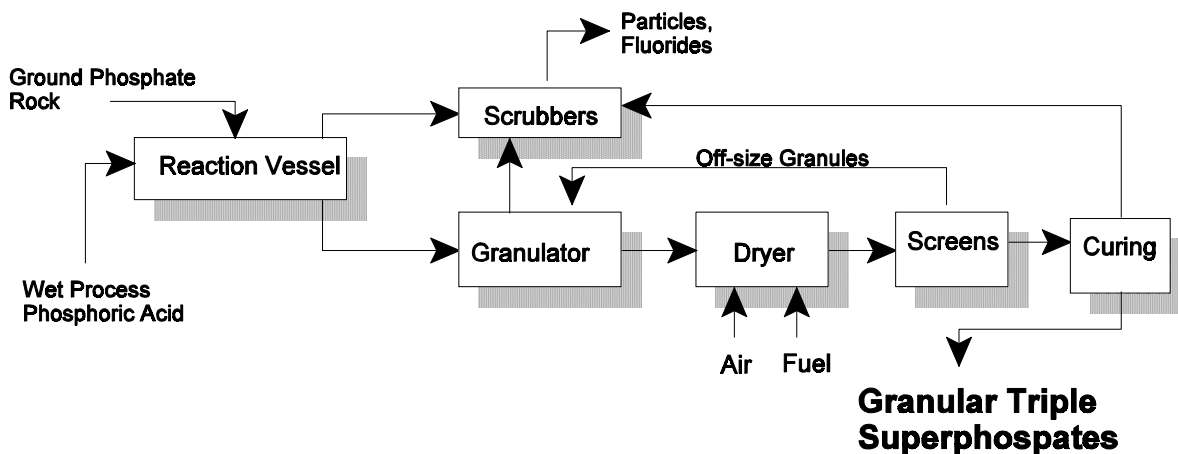 Particles,
Fluorides
Ground Phosphate
Rock
Scrubbers
Reaction Vessel
Off-size Granules
Granulator
Dryer
Screens
Curing
Wet Process
Phosphoric Acid
Air
Fuel
Granular Triple
Superphospates